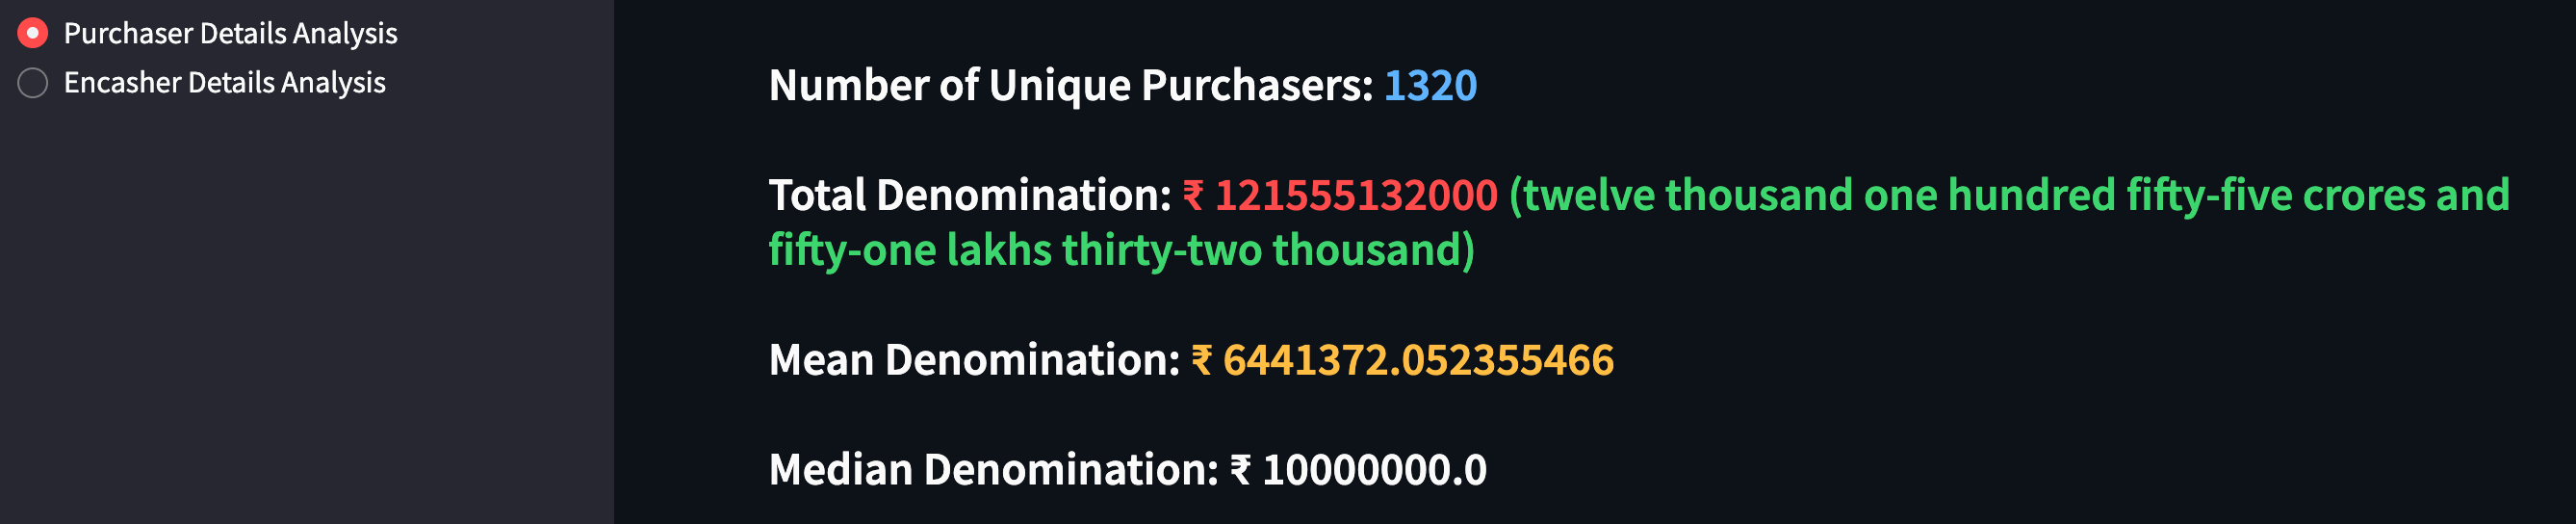 Purchaser Details Analysis
Encasher Details Analysis
Number of Unique Purchasers: 1320
Total Denomination: ₹ 121555132000 (twelve thousand one hundred fifty-five crores and
fifty-one lakhs thirty-two thousand)
Mean Denomination: ₹ 6441372.052355466
Median Denomination: ₹ 10000000.0